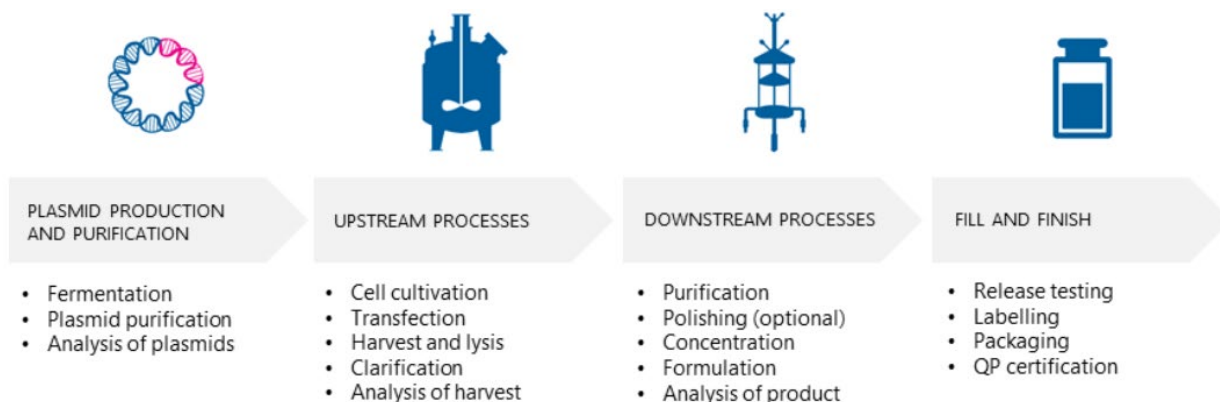 PLASMID PRODUCTION
AND PURIFICATION
• Fermentation
• Plasmid purification
• Analysis of plasmids
UPSTREAM PROCESSES
• Cell cultivation
• Transfection
• Harvest and lysis
• Clarification
• Analysis of harvest
DOWNSTREAM PROCESSES
• Purification
• Polishing (optional)
• Concentration
• Formulation
• Analysis of product
FILL AND FINISH
• Release testing
• Labelling
• Packaging
• QP certification